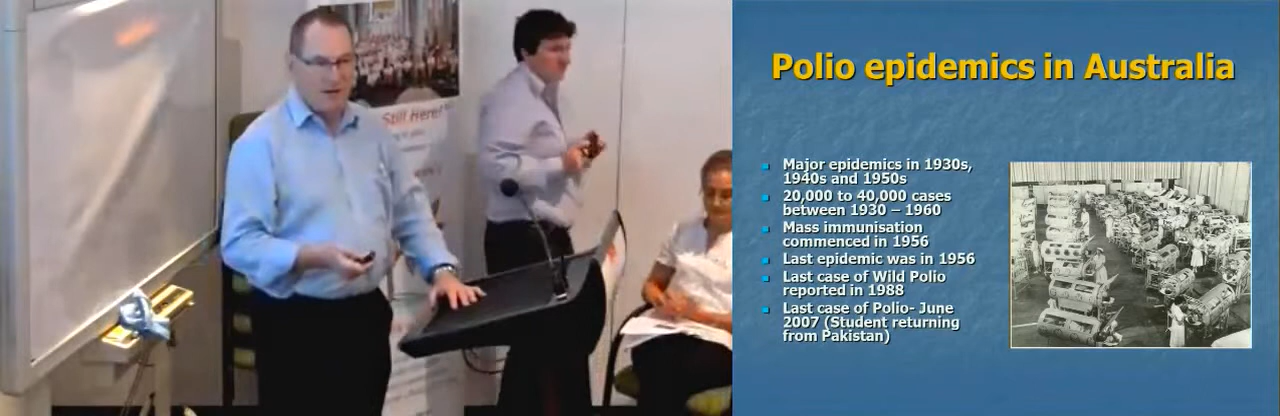 Still Here!
Polio epidemics in Australia
Major epidemics in 1930s,
1940s and 1950s
20,000 to 40,000 cases
between 1930 – 1960
Mass immunisation
commenced in 1956
Last epidemic was in 1956
Last case of Wild Polio
reported in 1988
Last case of Polio- June
2007 (Student returning
from Pakistan)